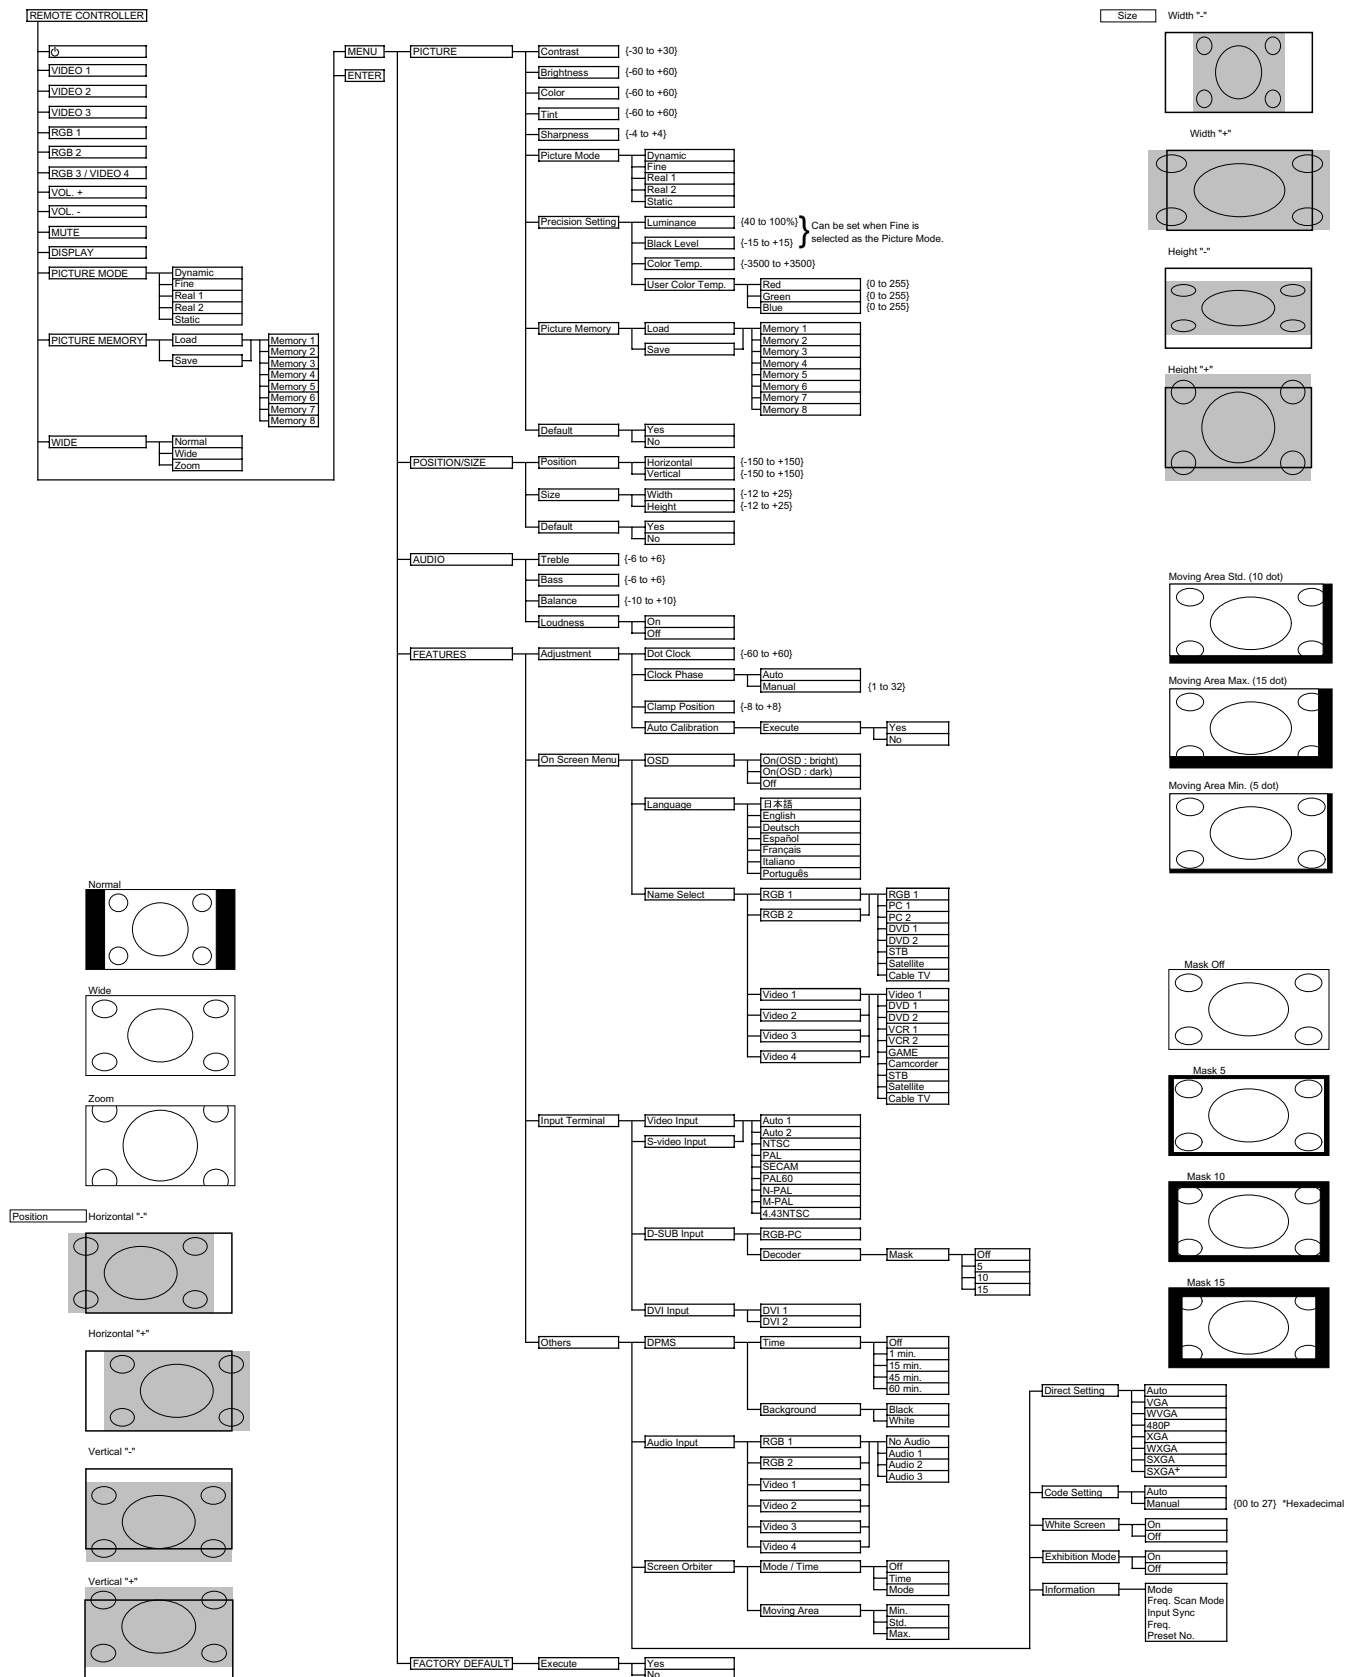 REMOTE CONTROLLER
⏻
VIDEO 1
VIDEO 2
VIDEO 3
RGB 1
RGB 2
RGB 3 / VIDEO 4
VOL. +
VOL. -
MUTE
DISPLAY
PICTURE MODE
Dynamic
Fine
Real 1
Real 2
Static
PICTURE MEMORY
Load
Save
Memory 1
Memory 2
Memory 3
Memory 4
Memory 5
Memory 6
Memory 7
Memory 8
WIDE
Normal
Wide
Zoom
MENU
ENTER
PICTURE
Contrast {-30 to +30}
Brightness {-60 to +60}
Color {-60 to +60}
Tint {-60 to +60}
Sharpness {-4 to +4}
Picture Mode
Dynamic
Fine
Real 1
Real 2
Static
Precision Setting
Luminance {40 to 100%}
Black Level {-15 to +15}
} Can be set when Fine is
selected as the Picture Mode.
Color Temp. {-3500 to +3500}
User Color Temp.
Red {0 to 255}
Green {0 to 255}
Blue {0 to 255}
Picture Memory
Load
Save
Memory 1
Memory 2
Memory 3
Memory 4
Memory 5
Memory 6
Memory 7
Memory 8
Default
Yes
No
POSITION/SIZE
Position
Horizontal {-150 to +150}
Vertical {-150 to +150}
Size
Width {-12 to +25}
Height {-12 to +25}
Default
Yes
No
AUDIO
Treble {-6 to +6}
Bass {-6 to +6}
Balance {-10 to +10}
Loudness
On
Off
FEATURES
Adjustment
Dot Clock {-60 to +60}
Clock Phase
Auto
Manual {1 to 32}
Clamp Position {-8 to +8}
Auto Calibration
Execute
Yes
No
On Screen Menu
OSD
On(OSD : bright)
On(OSD : dark)
Off
Language
日本語
English
Deutsch
Español
Français
Italiano
Português
Name Select
RGB 1
RGB 2
RGB 1
PC 1
PC 2
DVD 1
DVD 2
STB
Satellite
Cable TV
Video 1
Video 2
Video 3
Video 4
Video 1
DVD 1
DVD 2
VCR 1
VCR 2
GAME
Camcorder
STB
Satellite
Cable TV
Input Terminal
Video Input
S-video Input
Auto 1
Auto 2
NTSC
PAL
SECAM
PAL60
N-PAL
M-PAL
4.43NTSC
D-SUB Input
RGB-PC
Decoder
Mask
Off
5
10
15
DVI Input
DVI 1
DVI 2
Others
DPMS
Time
Off
1 min.
15 min.
45 min.
60 min.
Background
Black
White
Audio Input
RGB 1
RGB 2
Video 1
Video 2
Video 3
Video 4
No Audio
Audio 1
Audio 2
Audio 3
Screen Orbiter
Mode / Time
Off
Time
Mode
Moving Area
Min.
Std.
Max.
Direct Setting
Auto
VGA
WVGA
480P
XGA
WXGA
SXGA
SXGA+
Code Setting
Auto
Manual {00 to 27} *Hexadecimal
White Screen
On
Off
Exhibition Mode
On
Off
Information
Mode
Freq. Scan Mode
Input Sync
Freq.
Preset No.
FACTORY DEFAULT
Execute
Yes
No
Normal
Wide
Zoom
Position
Horizontal "-"
Horizontal "+"
Vertical "-"
Vertical "+"
Size
Width "-"
Width "+"
Height "-"
Height "+"
Moving Area Std. (10 dot)
Moving Area Max. (15 dot)
Moving Area Min. (5 dot)
Mask Off
Mask 5
Mask 10
Mask 15